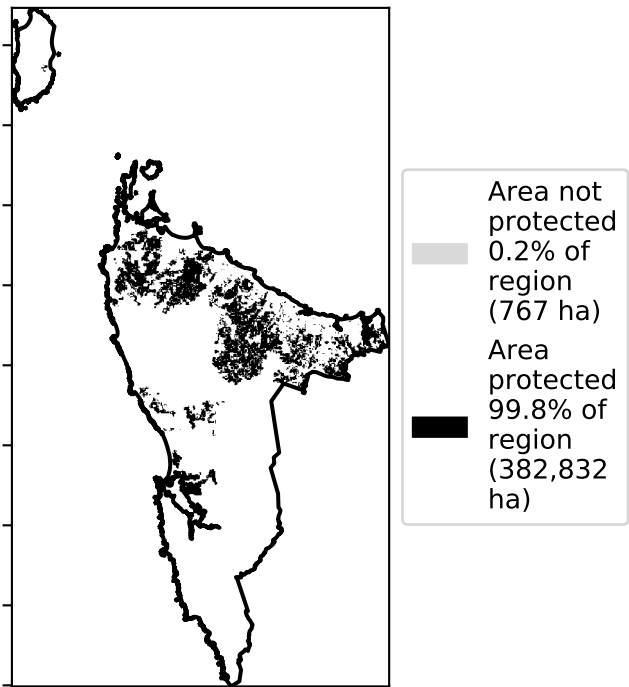 Area not
protected
0.2% of
region
(767 ha)
Area
protected
99.8% of
region
(382,832
ha)